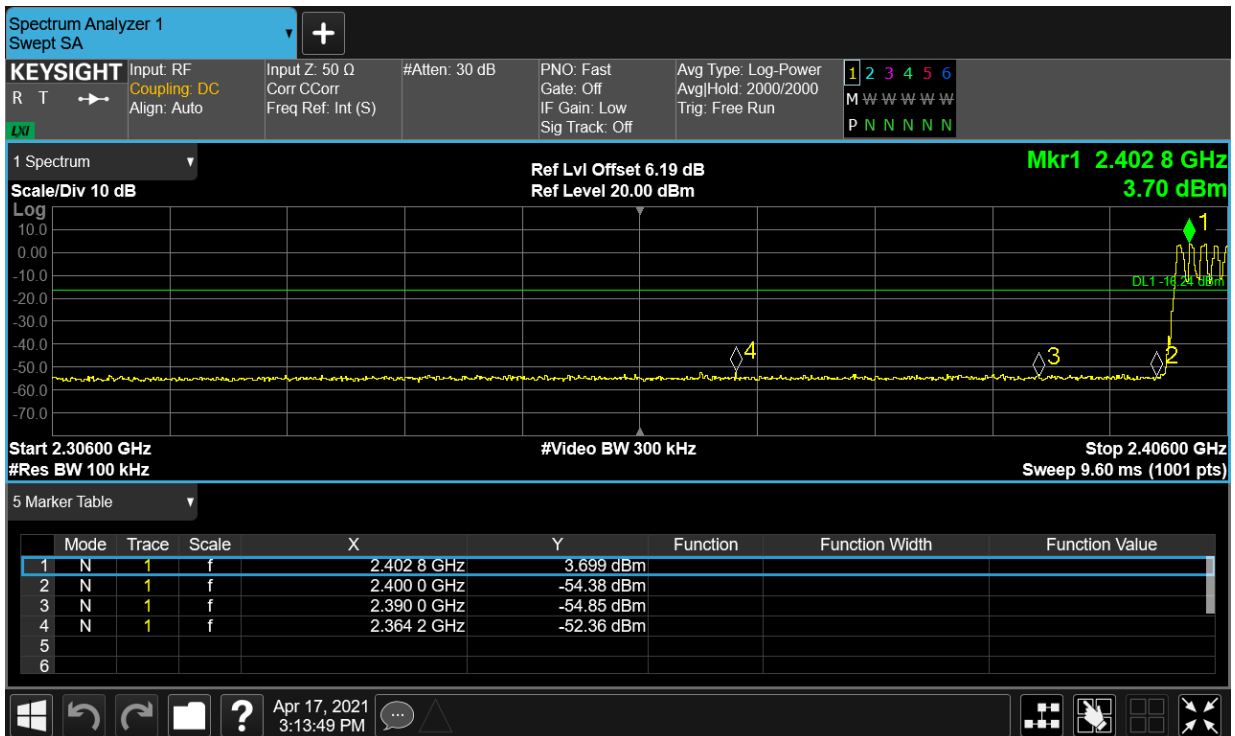 Spectrum Analyzer 1
Swept SA
+
KEYSIGHT Input: RF Input Z: 50 Ω #Atten: 30 dB PNO: Fast Avg Type: Log-Power 1 2 3 4 5 6
R T Coupling: DC Corr CCorr Gate: Off Avg|Hold: 2000/2000 M W W W W W
Align: Auto Freq Ref: Int (S) IF Gain: Low Trig: Free Run P N N N N N
LXI Sig Track: Off
1 Spectrum Ref Lvl Offset 6.19 dB Mkr1 2.402 8 GHz
Scale/Div 10 dB Ref Level 20.00 dBm 3.70 dBm
Log
1
10.0
0.00
-10.0
DL1 -16.24 dBm
-20.0
-30.0
-40.0
4 3 2
-50.0
-60.0
-70.0
Start 2.30600 GHz #Video BW 300 kHz Stop 2.40600 GHz
#Res BW 100 kHz Sweep 9.60 ms (1001 pts)
5 Marker Table
Mode Trace Scale X Y Function Function Width Function Value
1 N 1 f 2.402 8 GHz 3.699 dBm
2 N 1 f 2.400 0 GHz -54.38 dBm
3 N 1 f 2.390 0 GHz -54.85 dBm
4 N 1 f 2.364 2 GHz -52.36 dBm
5
6
? Apr 17, 2021
3:13:49 PM